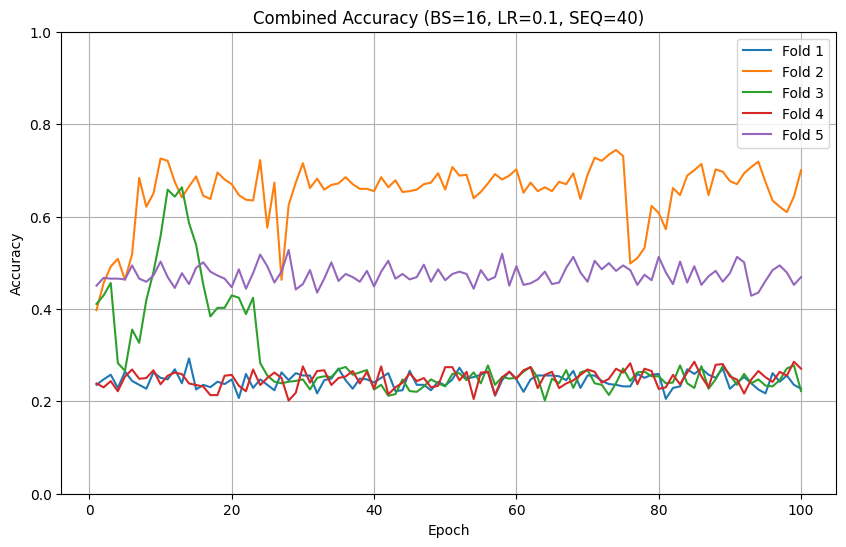 Combined Accuracy (BS=16, LR=0.1, SEQ=40)
1.0
0.8
0.6
0.4
0.2
0.0
Accuracy
Fold 1
Fold 2
Fold 3
Fold 4
Fold 5
0 20 40 60 80 100
Epoch